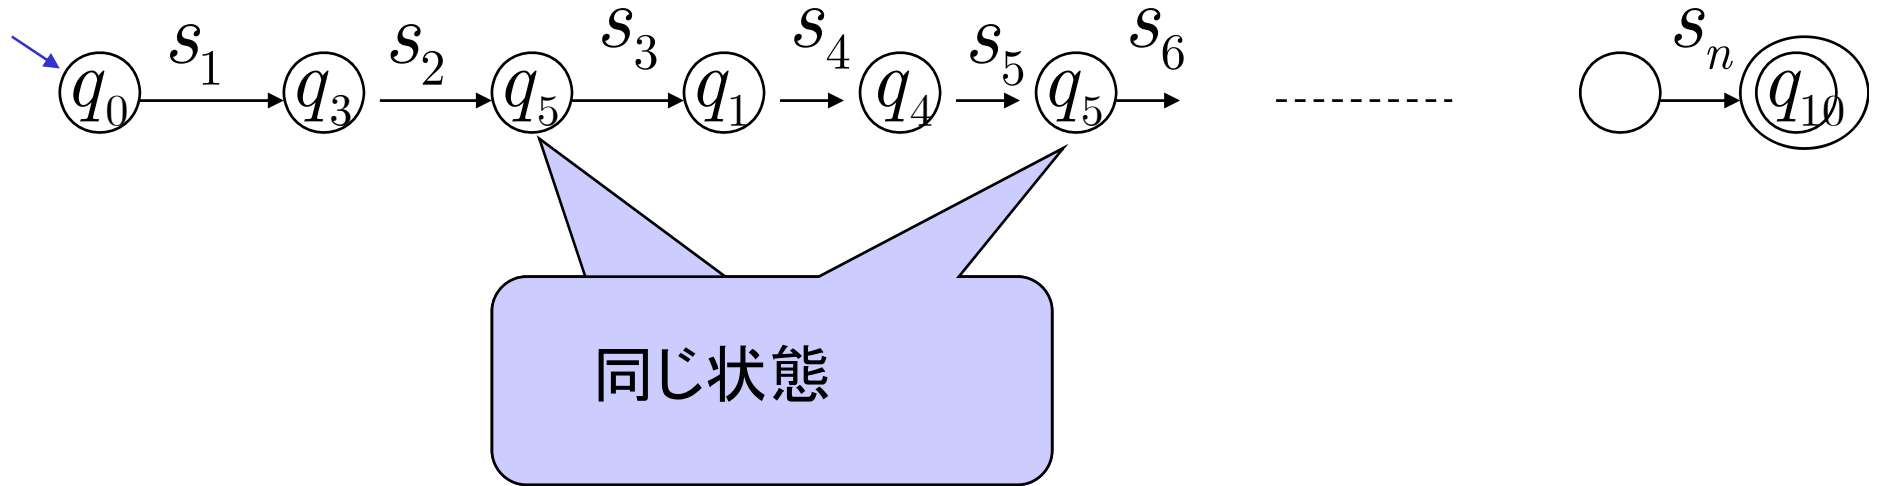 s₁ s₂ s₃ s₄ s₅ s₆ sₙ
q₀ q₃ q₅ q₁ q₄ q₅ q₁₀
同じ状態